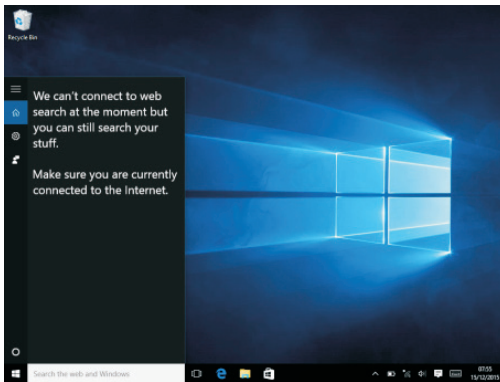 Recycle Bin
We can't connect to web
search at the moment but
you can still search your
stuff.
Make sure you are currently
connected to the Internet.
Search the web and Windows
07:55
15/12/2015